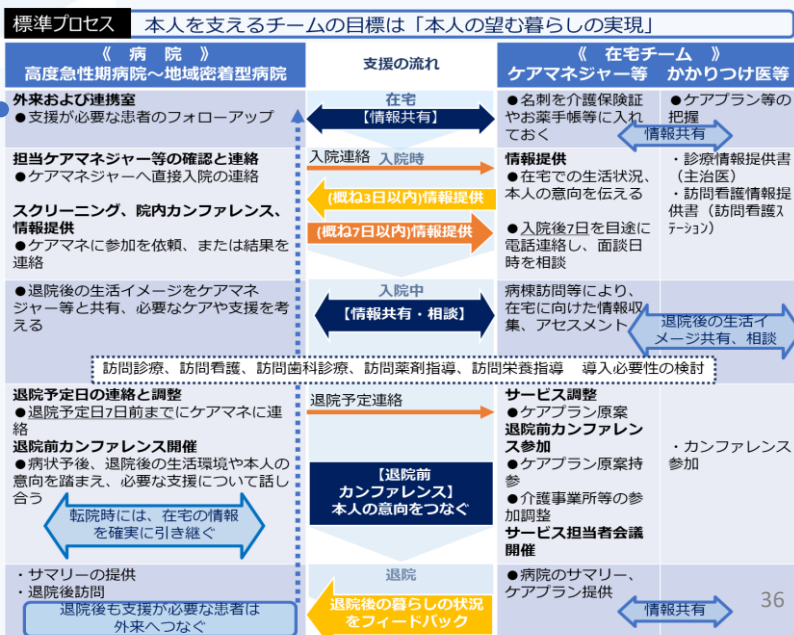 標準プロセス
本人を支えるチームの目標は「本人の望む暮らしの実現」
《 病 院 》
高度急性期病院～地域密着型病院
支援の流れ
《 在宅チーム 》
ケアマネジャー等 かかりつけ医等
外来および連携室
●支援が必要な患者のフォローアップ
在宅
【情報共有】
●名刺を介護保険証
やお薬手帳等に入れ
ておく
●ケアプラン等の
把握
情報共有
担当ケアマネジャー等の確認と連絡
●ケアマネジャーへ直接入院の連絡
スクリーニング、院内カンファレンス、
情報提供
●ケアマネに参加を依頼、または結果を
連絡
入院連絡 入院時
(概ね3日以内)情報提供
(概ね7日以内)情報提供
情報提供
●在宅での生活状況、
本人の意向を伝える
●入院後7日を目途に
電話連絡し、面談日
時を相談
・診療情報提供書
（主治医）
・訪問看護情報提
供書（訪問看護ｽ
ﾃｰｼｮﾝ）
●退院後の生活イメージをケアマネ
ジャー等と共有、必要なケアや支援を考
える
入院中
【情報共有・相談】
病棟訪問等により、
在宅に向けた情報収
集、アセスメント
退院後の生活イ
メージ共有、相談
訪問診療、訪問看護、訪問歯科診療、訪問薬剤指導、訪問栄養指導 導入必要性の検討
退院予定日の連絡と調整
●退院予定日7日前までにケアマネに連
絡
退院前カンファレンス開催
●病状予後、退院後の生活環境や本人の
意向を踏まえ、必要な支援について話し
合う
転院時には、在宅の情報
を確実に引き継ぐ
退院予定連絡
【退院前
カンファレンス】
本人の意向をつなぐ
サービス調整
●ケアプラン原案
退院前カンファレン
ス参加
●ケアプラン原案持
参
●介護事業所等の参
加調整
サービス担当者会議
開催
・カンファレンス
参加
・サマリーの提供
・退院後訪問
退院後も支援が必要な患者は
外来へつなぐ
退院
退院後の暮らしの状況
をフィードバック
●病院のサマリー、
ケアプラン提供
情報共有
36